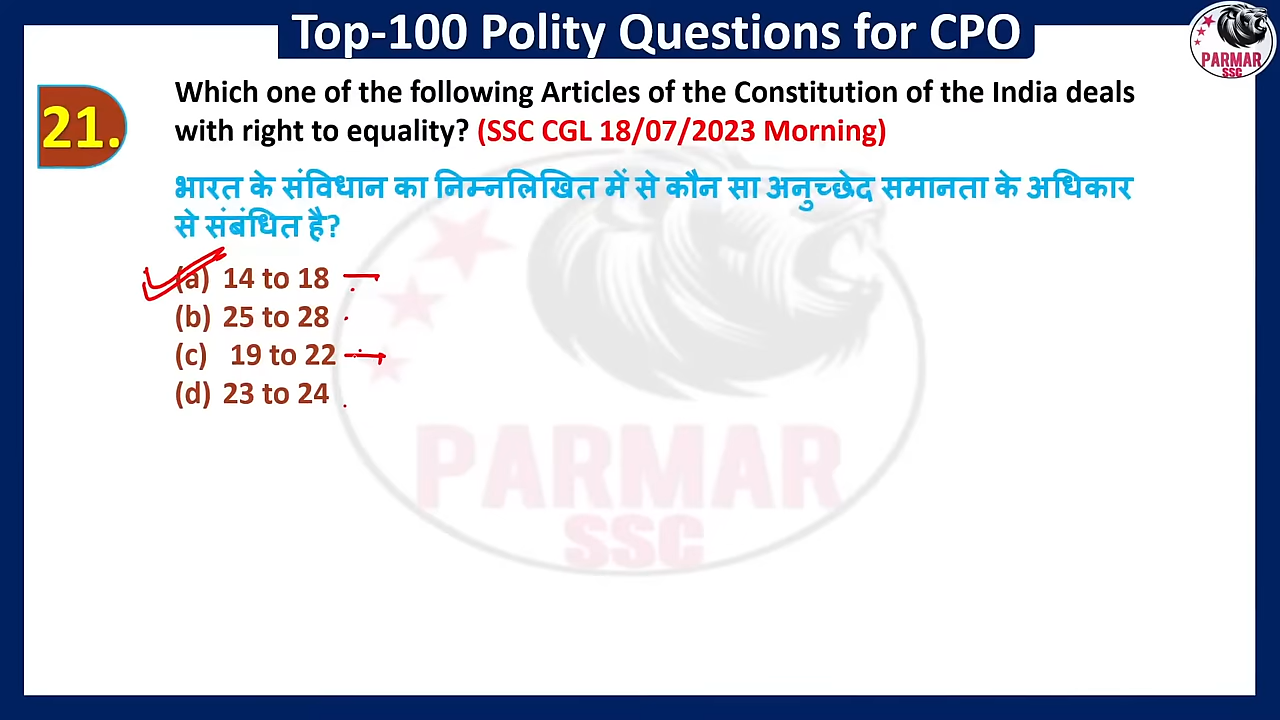 Top-100 Polity Questions for CPO
PARMAR
SSC
21.
Which one of the following Articles of the Constitution of the India deals
with right to equality? (SSC CGL 18/07/2023 Morning)
भारत के संविधान का निम्नलिखित में से कौन सा अनुच्छेद समानता के अधिकार
से संबंधित है?
(a) 14 to 18
(b) 25 to 28
(c) 19 to 22
(d) 23 to 24
PARMAR
SSC